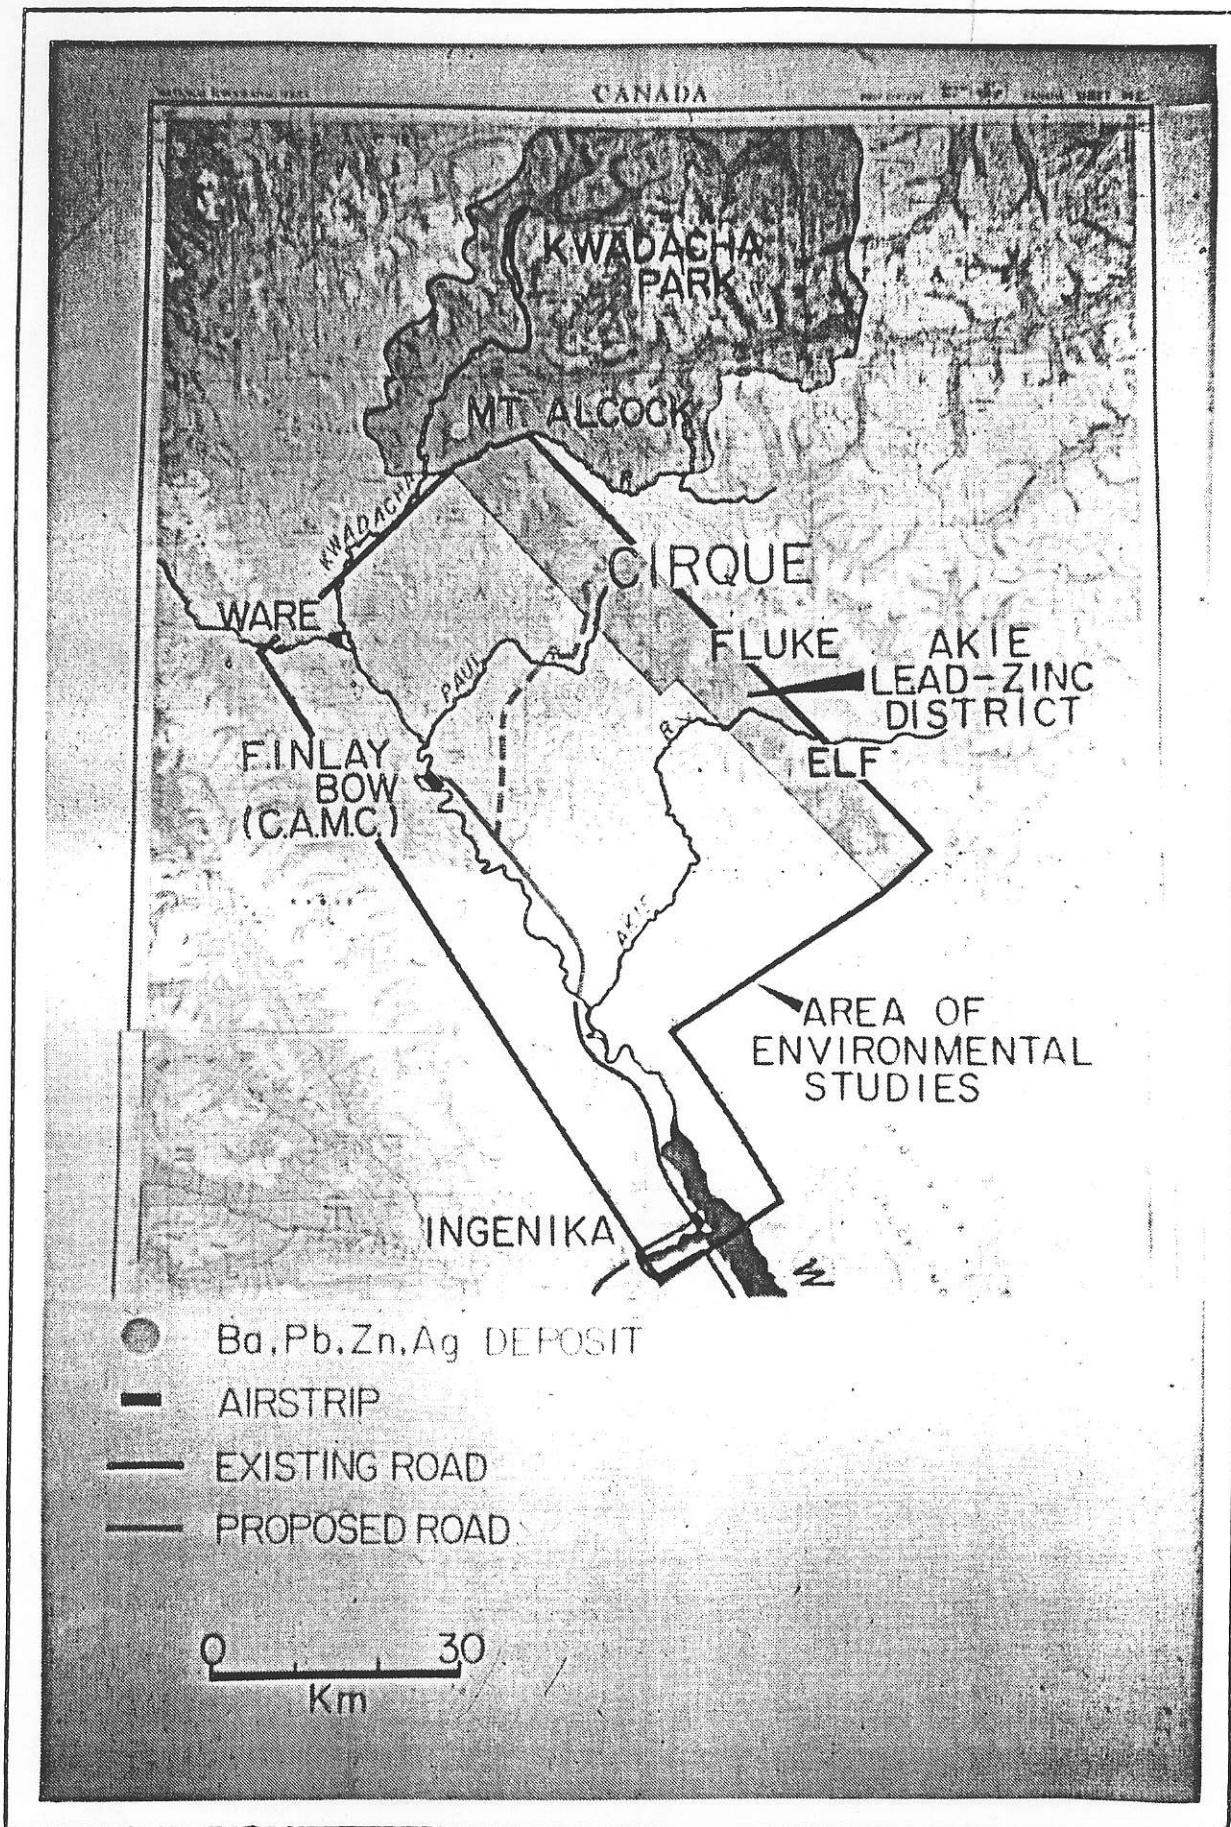 CANADA
KWADACHA
PARK
MT. ALCOCK
KWADACHA
R.
CIRQUE
WARE
FLUKE
AKIE
LEAD-ZINC
DISTRICT
PAUL
R.
R.
ELF
FINLAY
BOW
(C.A.M.C.)
AKIE
AREA OF
ENVIRONMENTAL
STUDIES
INGENIKA
Ba,Pb,Zn,Ag DEPOSIT
AIRSTRIP
EXISTING ROAD
PROPOSED ROAD
0 30
Km